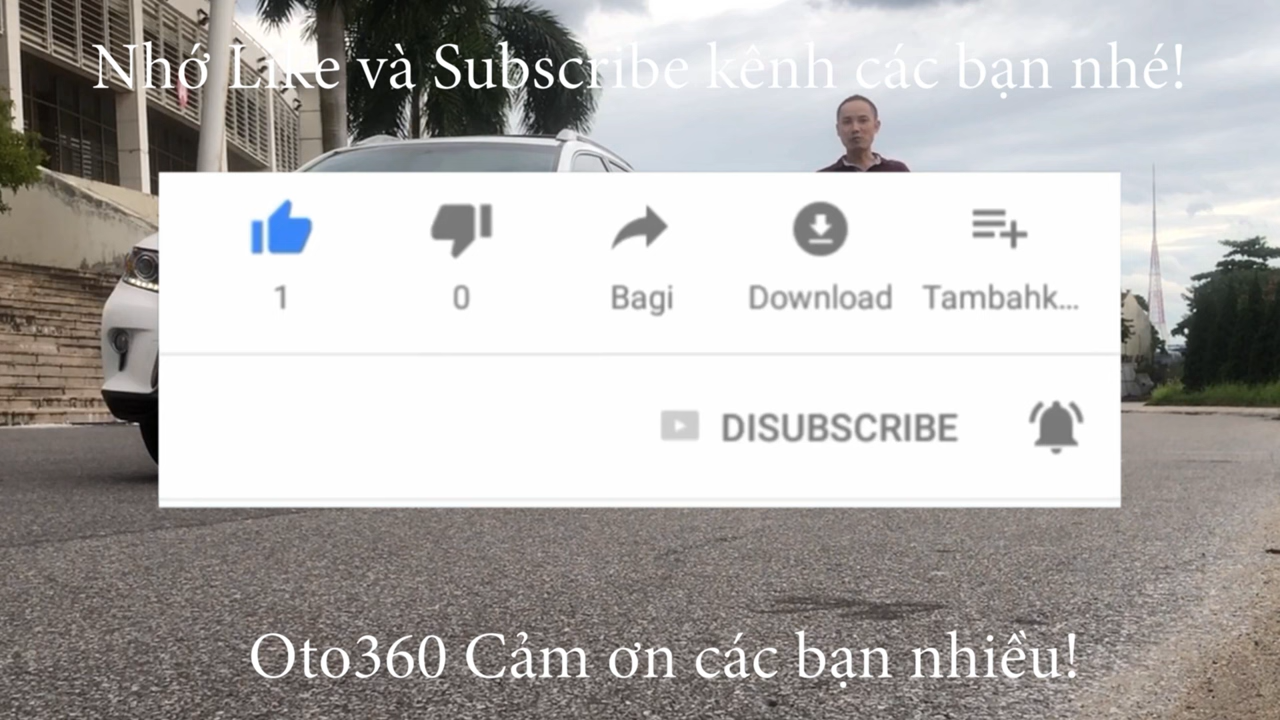 Nhớ Like và Subscribe kênh các bạn nhé!
1 0 Bagi Download Tambahk...
DISUBSCRIBE
Oto360 Cảm ơn các bạn nhiều!